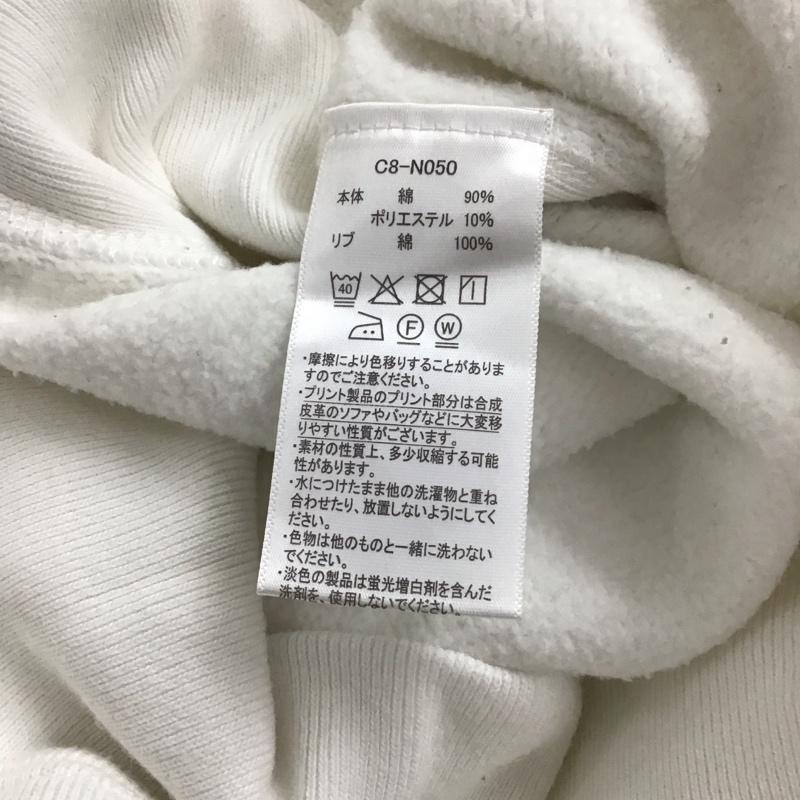 C8-N050
本体 綿 90%
ポリエステル 10%
リブ 綿 100%
40
F W
・摩擦により色移りすることがありま
すのでご注意ください。
・プリント製品のプリント部分は合成
皮革のソファやバッグなどに大変移
りやすい性質がございます。
・素材の性質上、多少収縮する可能
性があります。
・水につけたまま他の洗濯物と重ね
合わせたり、放置しないようにしてく
ださい。
・色物は他のものと一緒に洗わない
でください。
・淡色の製品は蛍光増白剤を含んだ
洗剤を、使用しないでください。